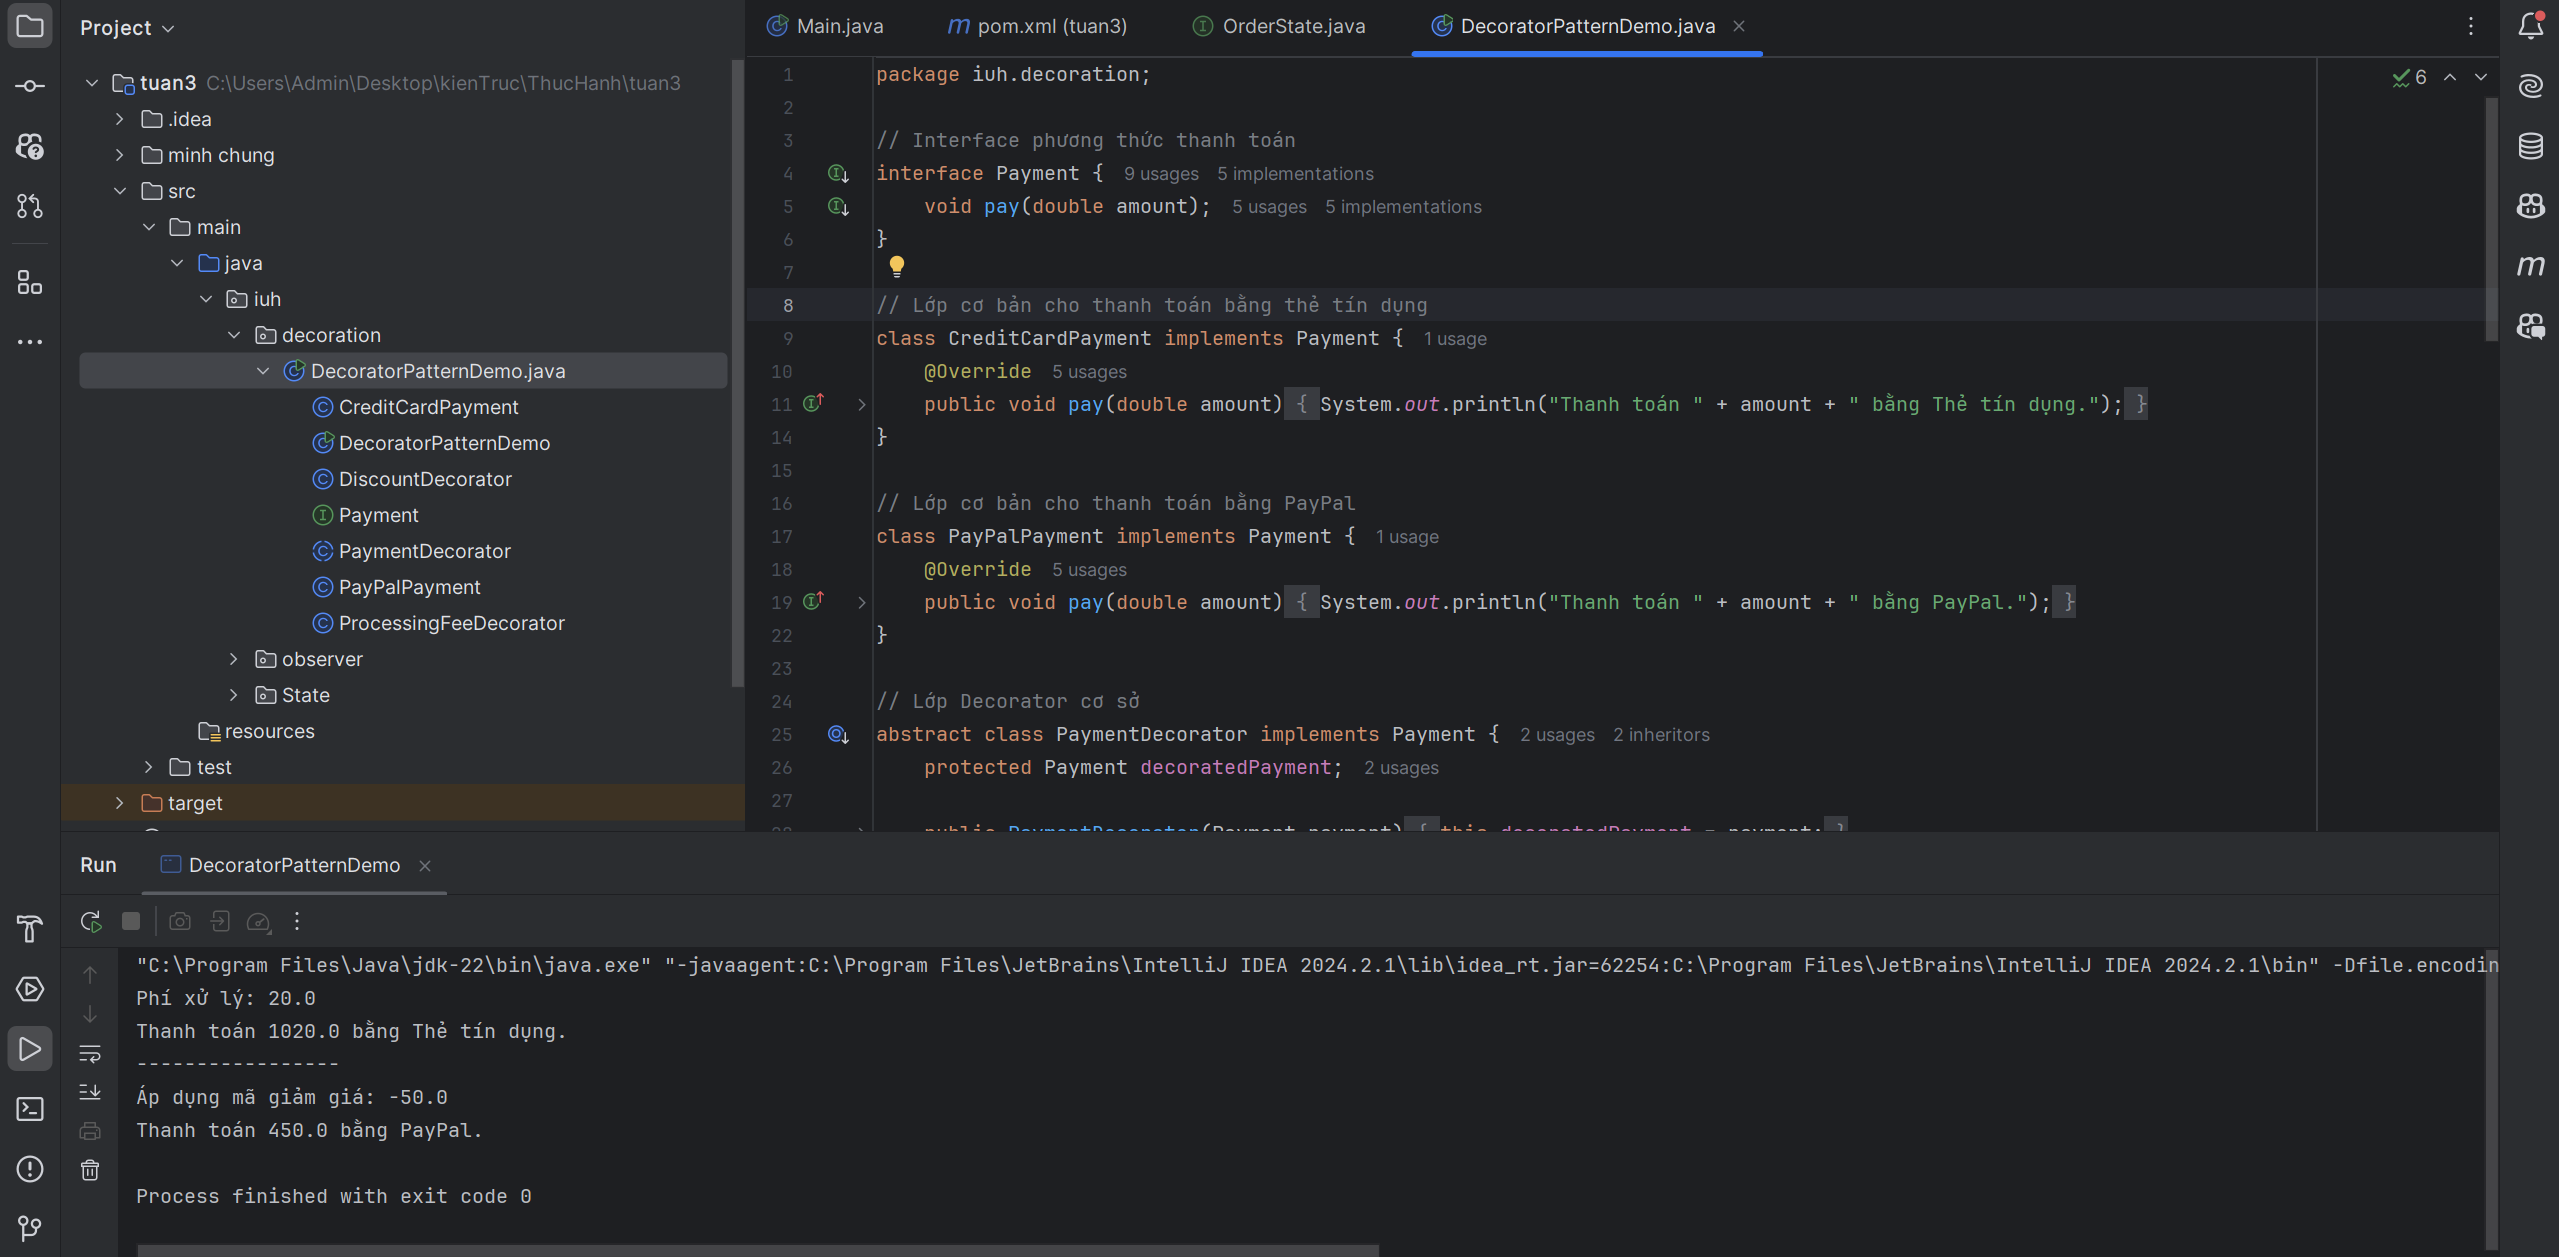 Project
Main.java
pom.xml (tuan3)
OrderState.java
DecoratorPatternDemo.java
tuan3 C:\Users\Admin\Desktop\kienTruc\ThucHanh\tuan3
.idea
minh chung
src
main
java
iuh
decoration
DecoratorPatternDemo.java
CreditCardPayment
DecoratorPatternDemo
DiscountDecorator
Payment
PaymentDecorator
PayPalPayment
ProcessingFeeDecorator
observer
State
resources
test
target
6
1 package iuh.decoration;
2
3 // Interface phương thức thanh toán
4 interface Payment { 9 usages 5 implementations
5 void pay(double amount); 5 usages 5 implementations
6 }
7
8 // Lớp cơ bản cho thanh toán bằng thẻ tín dụng
9 class CreditCardPayment implements Payment { 1 usage
10 @Override 5 usages
11 public void pay(double amount) { System.out.println("Thanh toán " + amount + " bằng Thẻ tín dụng."); }
14 }
15
16 // Lớp cơ bản cho thanh toán bằng PayPal
17 class PayPalPayment implements Payment { 1 usage
18 @Override 5 usages
19 public void pay(double amount) { System.out.println("Thanh toán " + amount + " bằng PayPal."); }
22 }
23
24 // Lớp Decorator cơ sở
25 abstract class PaymentDecorator implements Payment { 2 usages 2 inheritors
26 protected Payment decoratedPayment; 2 usages
27
28 public PaymentDecorator(Payment payment) { this.decoratedPayment = payment; }
Run
DecoratorPatternDemo
"C:\Program Files\Java\jdk-22\bin\java.exe" "-javaagent:C:\Program Files\JetBrains\IntelliJ IDEA 2024.2.1\lib\idea_rt.jar=62254:C:\Program Files\JetBrains\IntelliJ IDEA 2024.2.1\bin" -Dfile.encodin
Phí xử lý: 20.0
Thanh toán 1020.0 bằng Thẻ tín dụng.
-----------------
Áp dụng mã giảm giá: -50.0
Thanh toán 450.0 bằng PayPal.
Process finished with exit code 0